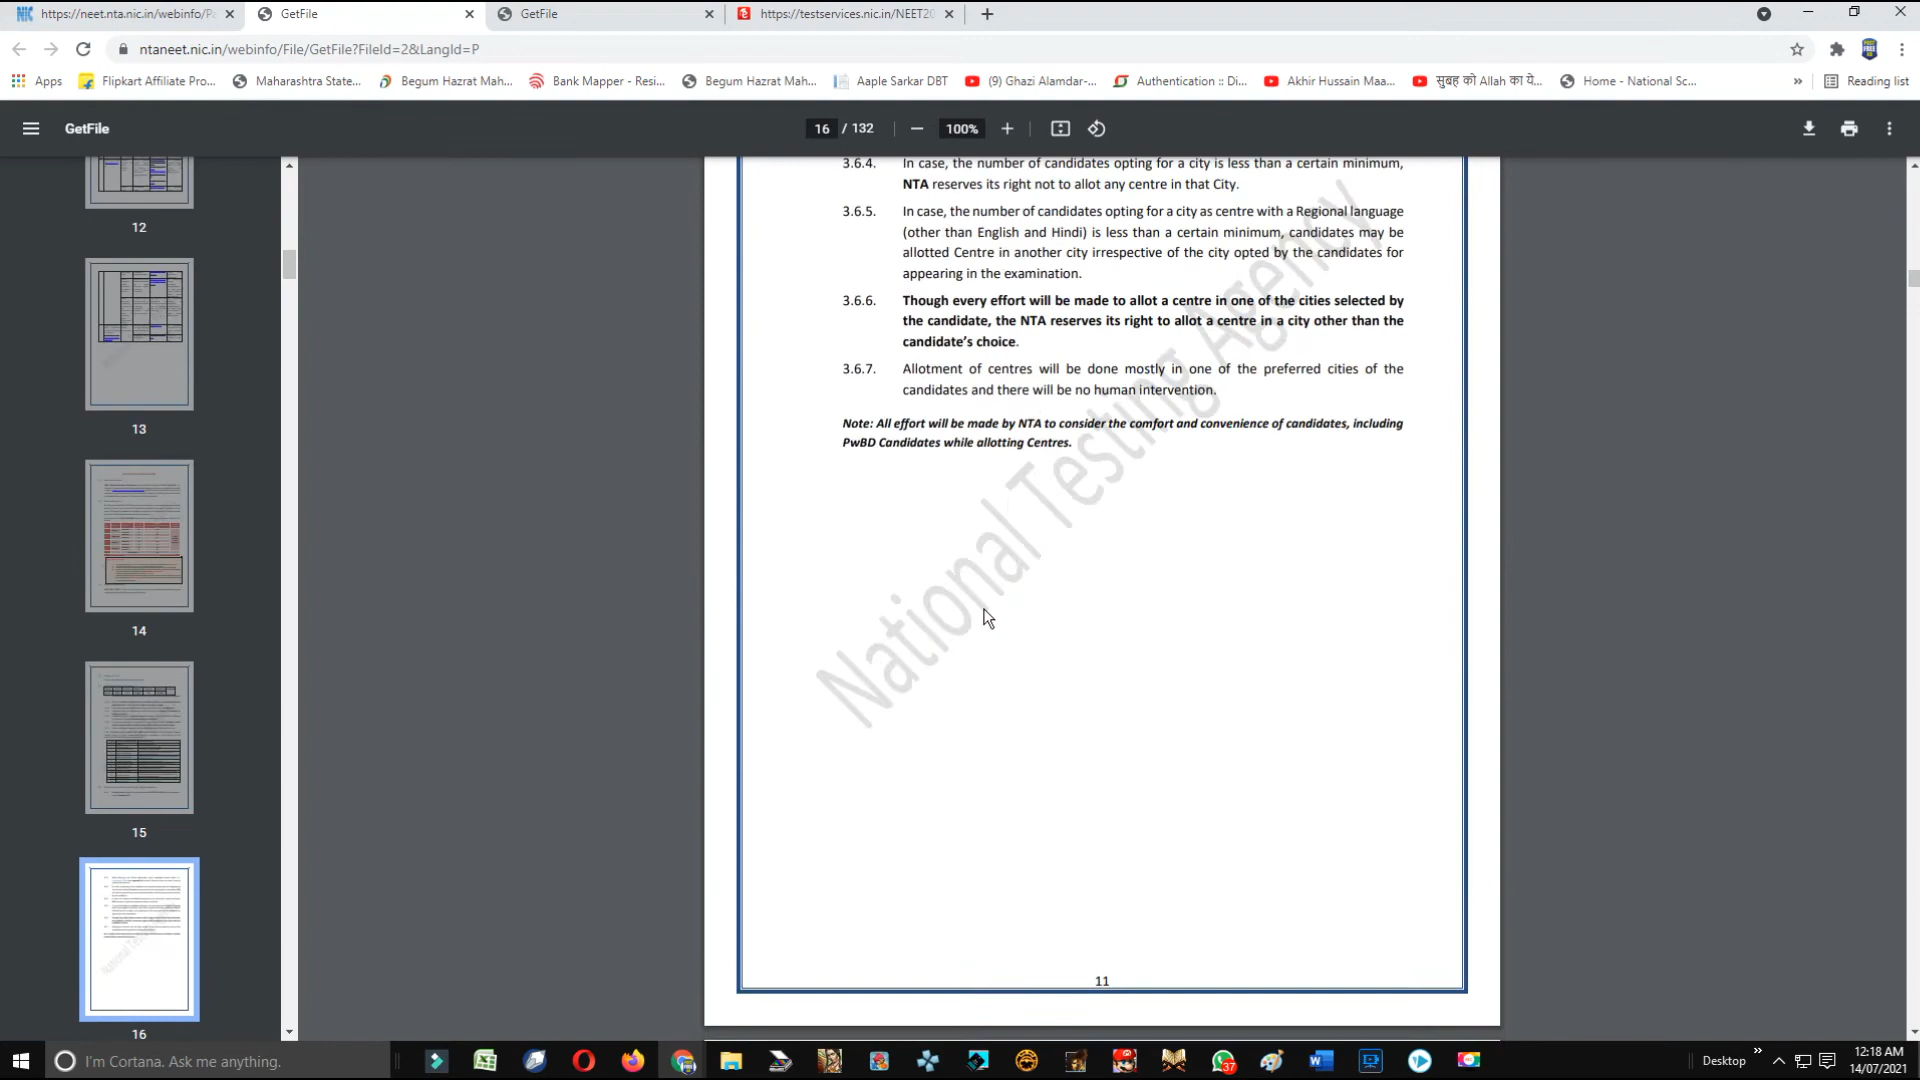 https://neet.nta.nic.in/webinfo/Pa
GetFile
GetFile
https://testservices.nic.in/NEET20
ntaneet.nic.in/webinfo/File/GetFile?FileId=2&LangId=P
Apps
Flipkart Affiliate Pro...
Maharashtra State...
Begum Hazrat Mah...
Bank Mapper - Resi...
Begum Hazrat Mah...
Aaple Sarkar DBT
(9) Ghazi Alamdar-...
Authentication :: Di...
Akhir Hussain Maa...
सुबह को Allah का ये...
Home - National Sc...
»
Reading list
GetFile
16 / 132
100%
12
13
14
15
16
3.6.4. In case, the number of candidates opting for a city is less than a certain minimum,
NTA reserves its right not to allot any centre in that City.
3.6.5. In case, the number of candidates opting for a city as centre with a Regional language
(other than English and Hindi) is less than a certain minimum, candidates may be
allotted Centre in another city irrespective of the city opted by the candidates for
appearing in the examination.
3.6.6. Though every effort will be made to allot a centre in one of the cities selected by
the candidate, the NTA reserves its right to allot a centre in a city other than the
candidate's choice.
3.6.7. Allotment of centres will be done mostly in one of the preferred cities of the
candidates and there will be no human intervention.
Note: All effort will be made by NTA to consider the comfort and convenience of candidates, including
PwBD Candidates while allotting Centres.
National Testing Agency
11
I'm Cortana. Ask me anything.
37
Desktop
»
12:18 AM
14/07/2021